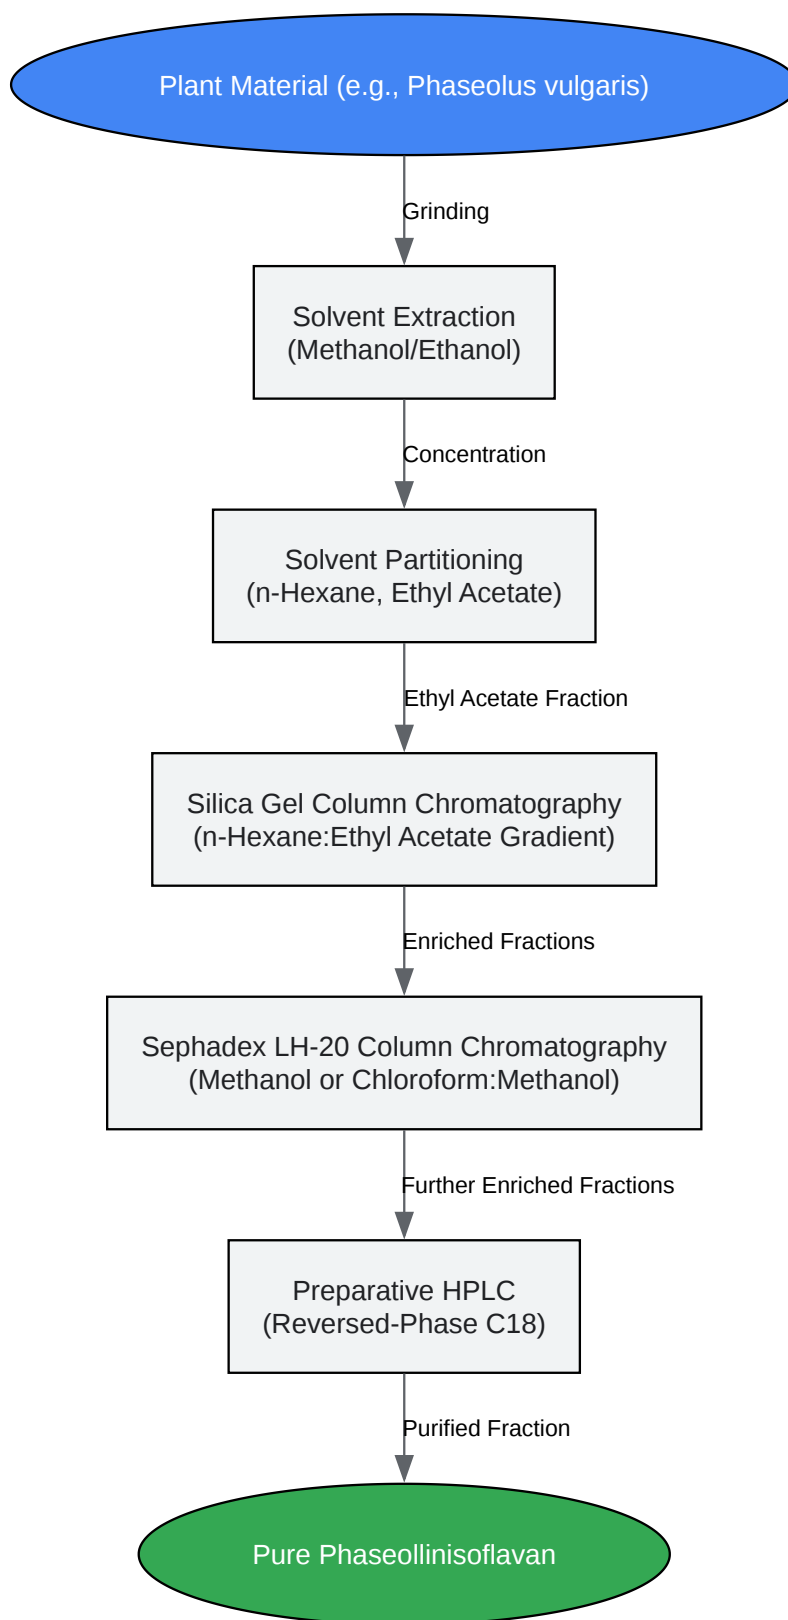 Plant Material (e.g., Phaseolus vulgaris)
Grinding
Solvent Extraction
(Methanol/Ethanol)
Concentration
Solvent Partitioning
(n-Hexane, Ethyl Acetate)
Ethyl Acetate Fraction
Silica Gel Column Chromatography
(n-Hexane:Ethyl Acetate Gradient)
Enriched Fractions
Sephadex LH-20 Column Chromatography
(Methanol or Chloroform:Methanol)
Further Enriched Fractions
Preparative HPLC
(Reversed-Phase C18)
Purified Fraction
Pure Phaseollinisoflavan